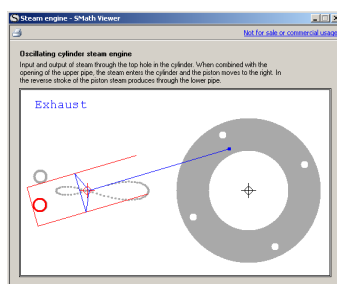 Steam engine - SMath Viewer
Not for sale or commercial usage
Oscillating cylinder steam engine
Input and output of steam through the top hole in the cylinder. When combined with the
opening of the upper pipe, the steam enters the cylinder and the piston moves to the right. In
the reverse stroke of the piston steam produces through the lower pipe.
Exhaust